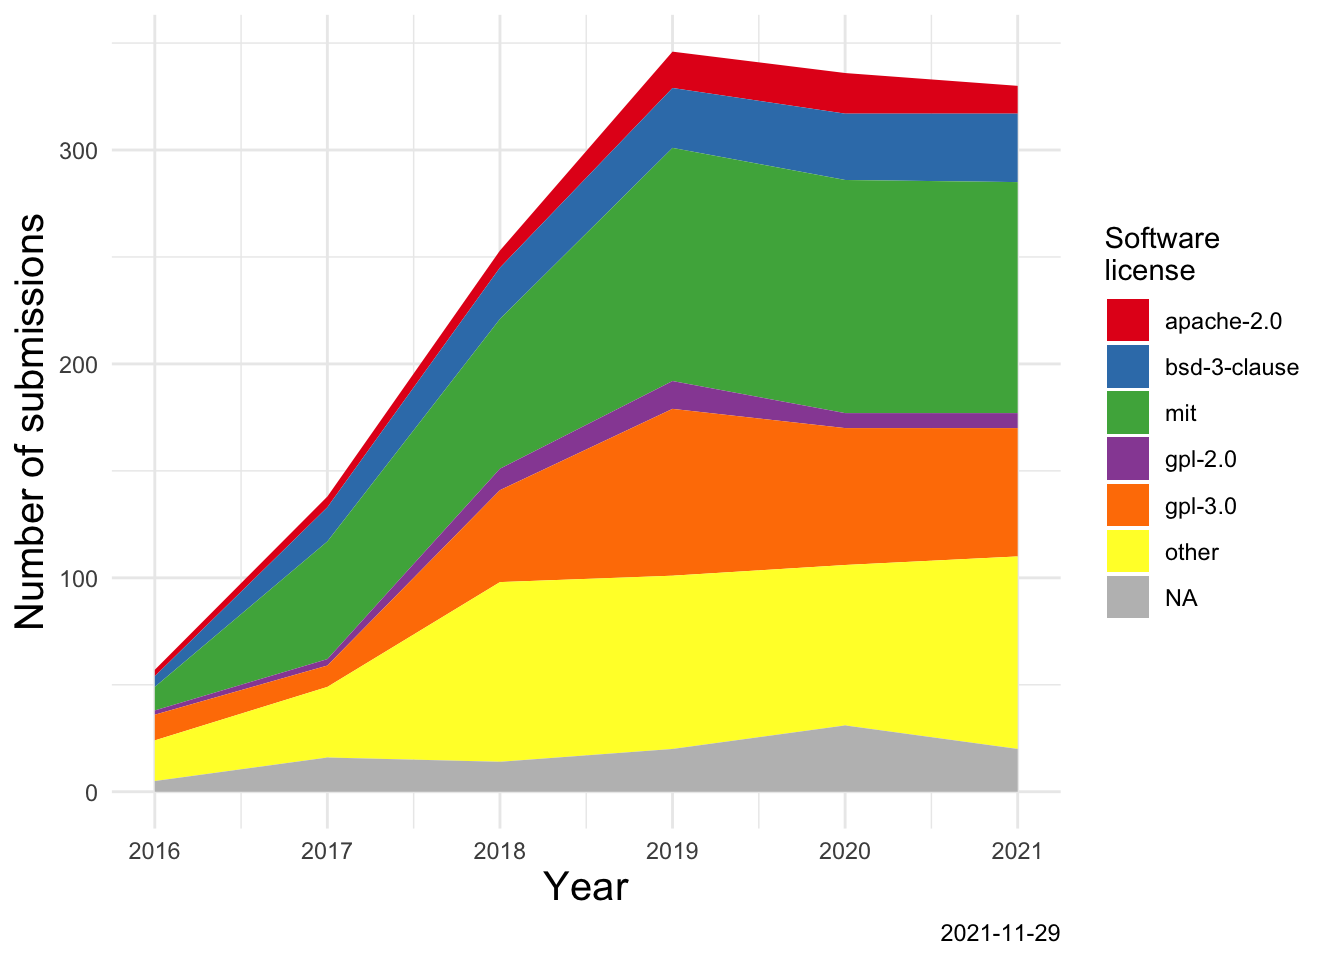 Number of submissions
300
200
100
0
2016 2017 2018 2019 2020 2021
Year
2021-11-29
Software
license
apache-2.0
bsd-3-clause
mit
gpl-2.0
gpl-3.0
other
NA